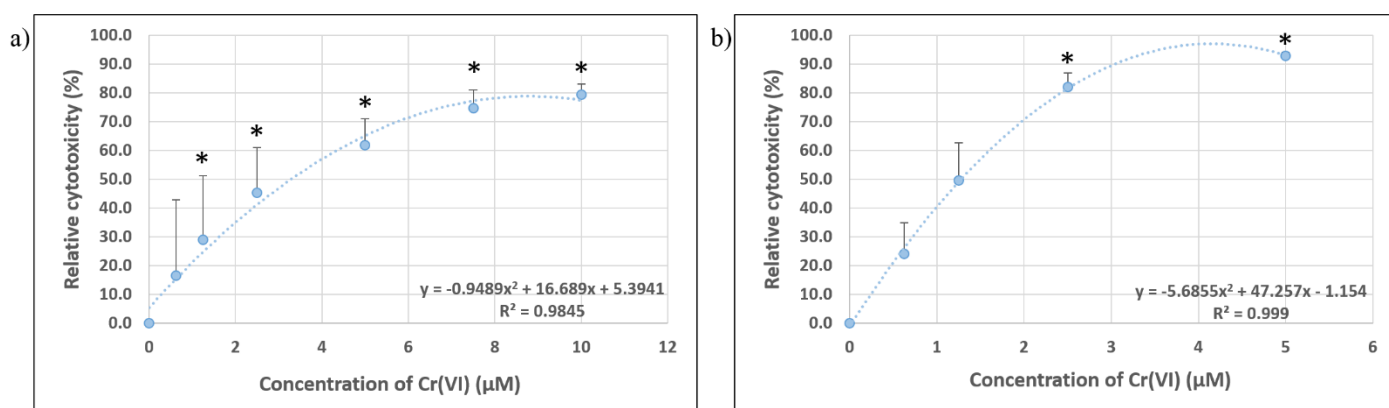 a)
Relative cytotoxicity (%)
100.0
90.0
80.0
70.0
60.0
50.0
40.0
30.0
20.0
10.0
0.0
*
*
*
*
*
*
y = -0.9489x² + 16.689x + 5.3941
R² = 0.9845
0 2 4 6 8 10 12
Concentration of Cr(VI) (µM)
b)
Relative cytotoxicity (%)
100.0
90.0
80.0
70.0
60.0
50.0
40.0
30.0
20.0
10.0
0.0
*
*
y = -5.6855x² + 47.257x - 1.154
R² = 0.999
0 1 2 3 4 5 6
Concentration of Cr(VI) (µM)